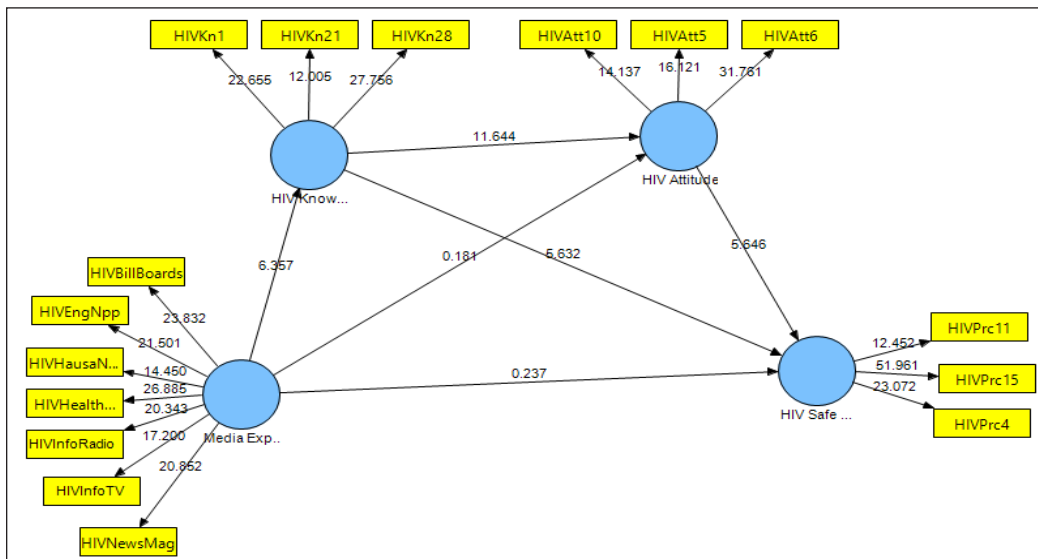 HIVKn1
HIVKn21
HIVKn28
HIVAtt10
HIVAtt5
HIVAtt6
22.655
12.005
27.756
14.137
16.121
31.761
11.644
HIV Know...
HIV Attitude
6.357
0.181
5.632
5.646
HIVBillBoards
HIVEngNpp
HIVHausaN...
HIVHealth...
HIVInfoRadio
HIVInfoTV
HIVNewsMag
23.832
21.501
14.450
26.885
20.343
17.200
20.852
Media Exp..
0.237
HIV Safe ...
12.452
51.961
23.072
HIVPrc11
HIVPrc15
HIVPrc4